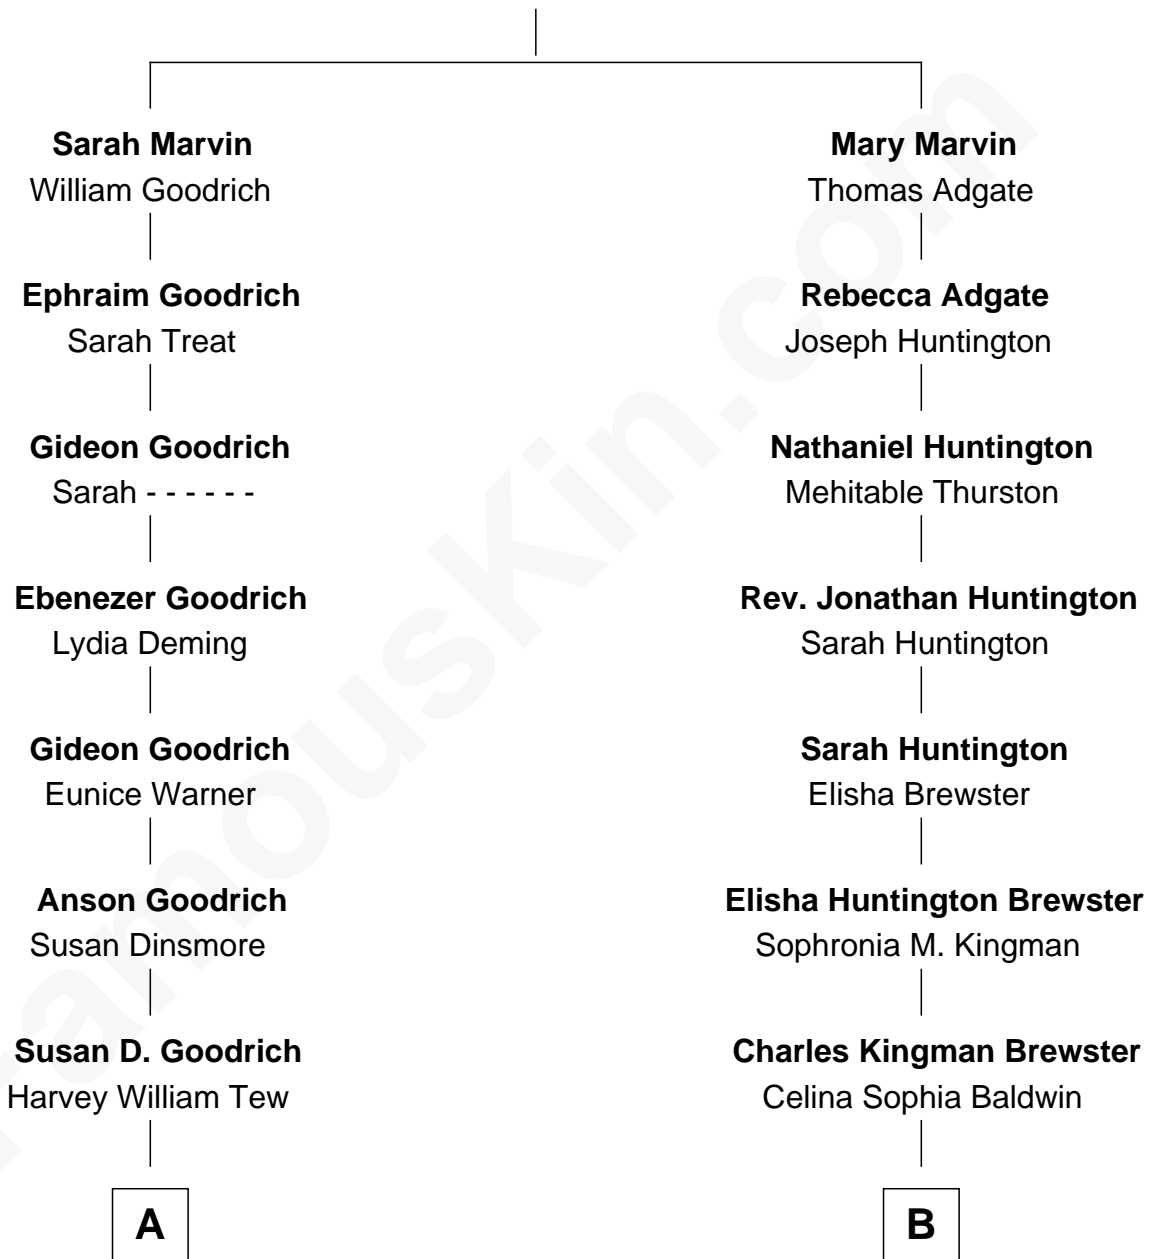 Sarah Marvin
William Goodrich
Ephraim Goodrich
Sarah Treat
Gideon Goodrich
Sarah - - - - - -
Ebenezer Goodrich
Lydia Deming
Gideon Goodrich
Eunice Warner
Anson Goodrich
Susan Dinsmore
Susan D. Goodrich
Harvey William Tew
A
Mary Marvin
Thomas Adgate
Rebecca Adgate
Joseph Huntington
Nathaniel Huntington
Mehitable Thurston
Rev. Jonathan Huntington
Sarah Huntington
Sarah Huntington
Elisha Brewster
Elisha Huntington Brewster
Sophronia M. Kingman
Charles Kingman Brewster
Celina Sophia Baldwin
B
FamousKin.com